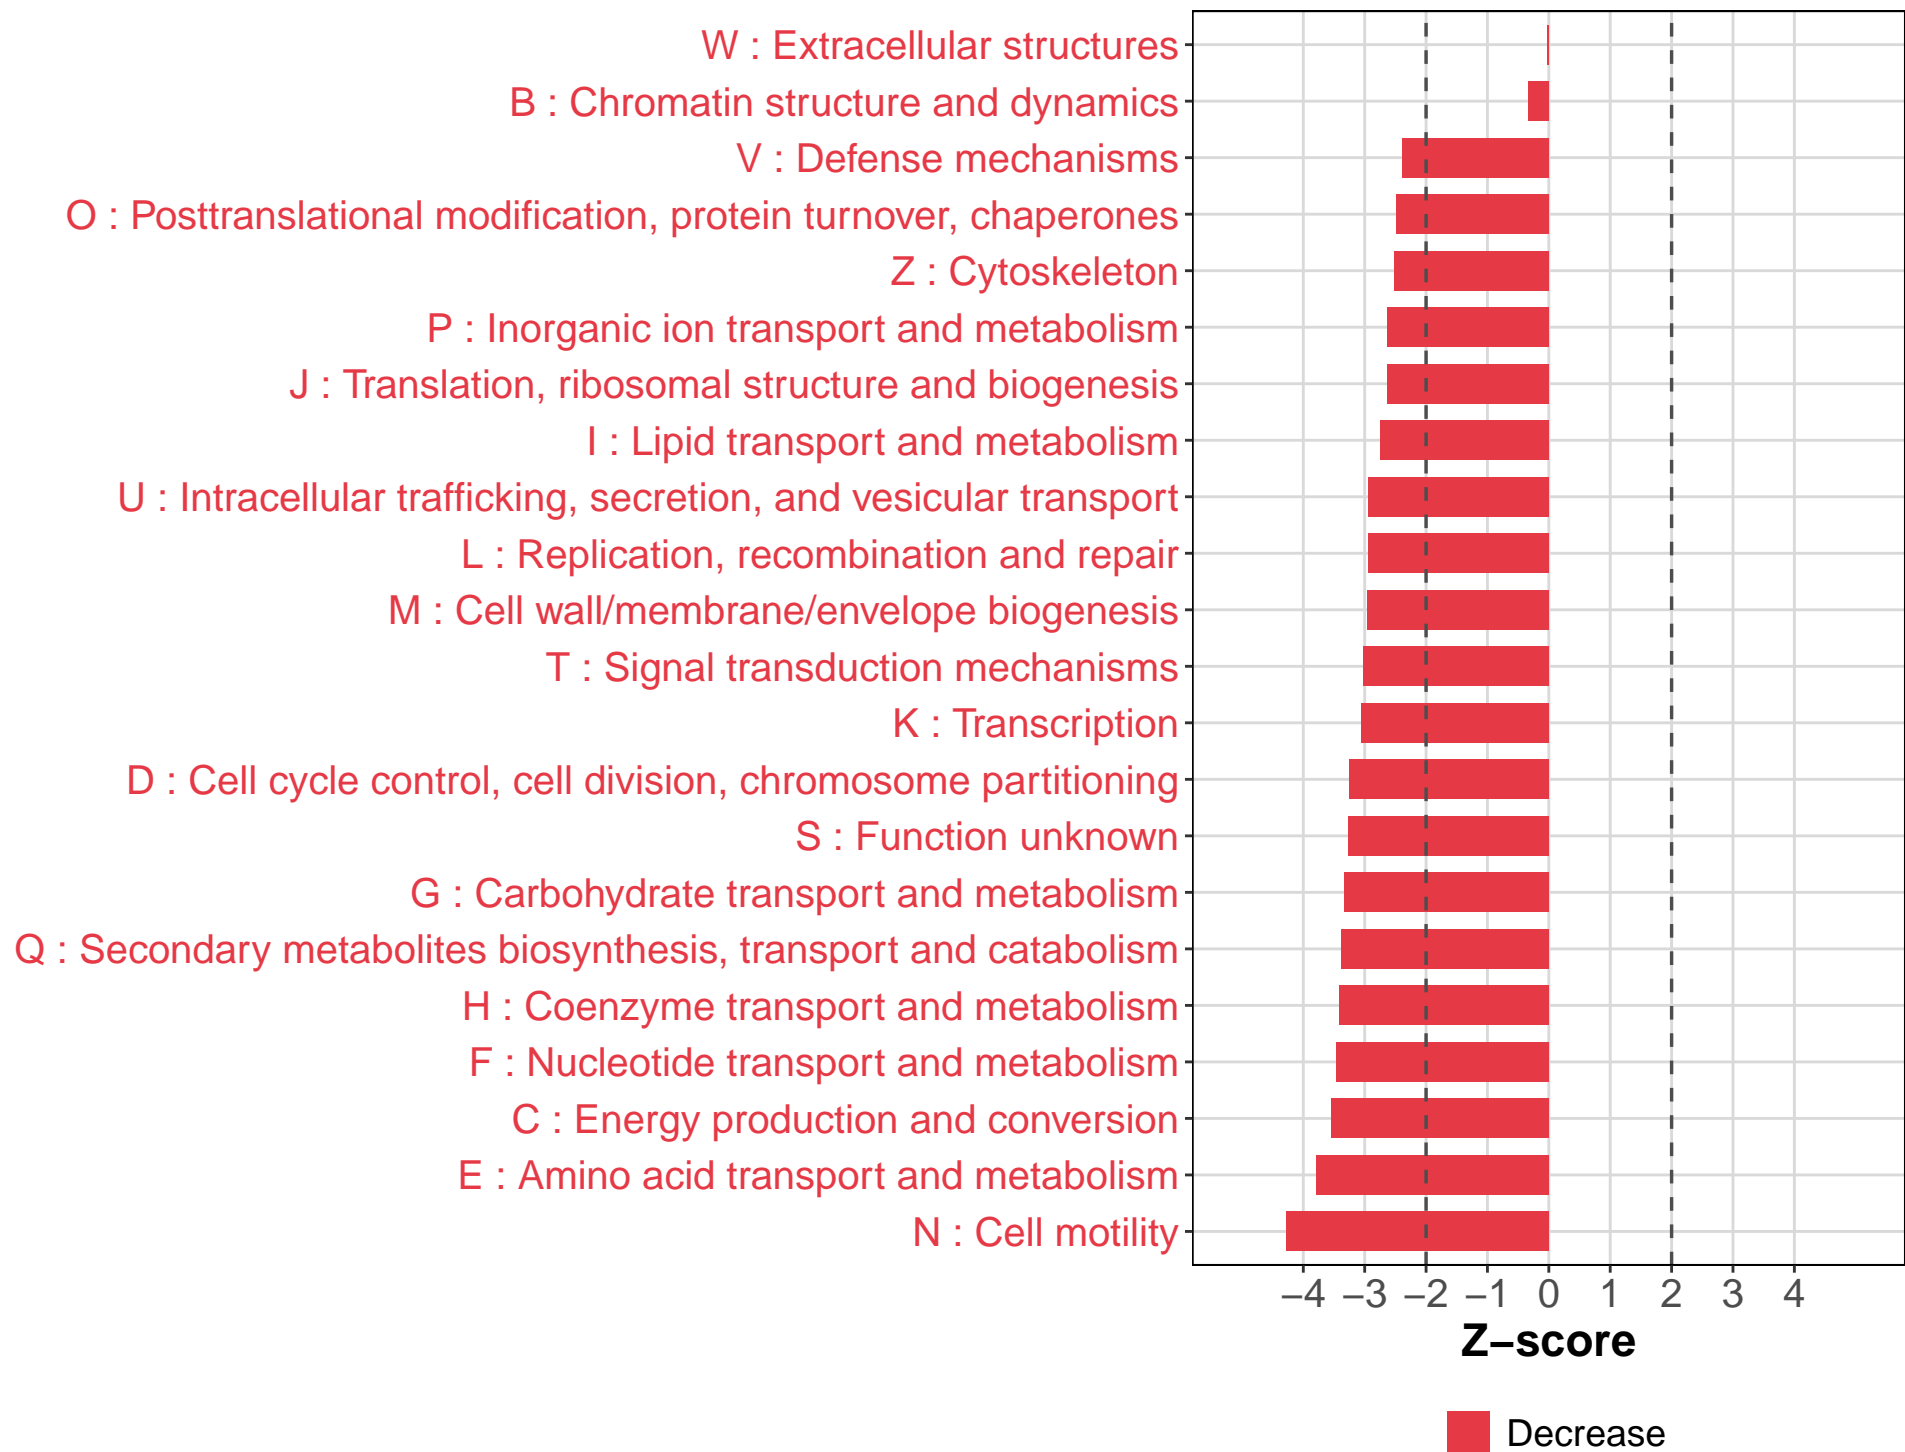 W : Extracellular structures
B : Chromatin structure and dynamics
V : Defense mechanisms
O : Posttranslational modification, protein turnover, chaperones
Z : Cytoskeleton
P : Inorganic ion transport and metabolism
J : Translation, ribosomal structure and biogenesis
I : Lipid transport and metabolism
U : Intracellular trafficking, secretion, and vesicular transport
L : Replication, recombination and repair
M : Cell wall/membrane/envelope biogenesis
T : Signal transduction mechanisms
K : Transcription
D : Cell cycle control, cell division, chromosome partitioning
S : Function unknown
G : Carbohydrate transport and metabolism
Q : Secondary metabolites biosynthesis, transport and catabolism
H : Coenzyme transport and metabolism
F : Nucleotide transport and metabolism
C : Energy production and conversion
E : Amino acid transport and metabolism
N : Cell motility
−4 −3 −2 −1 0 1 2 3 4
Z−score
Decrease